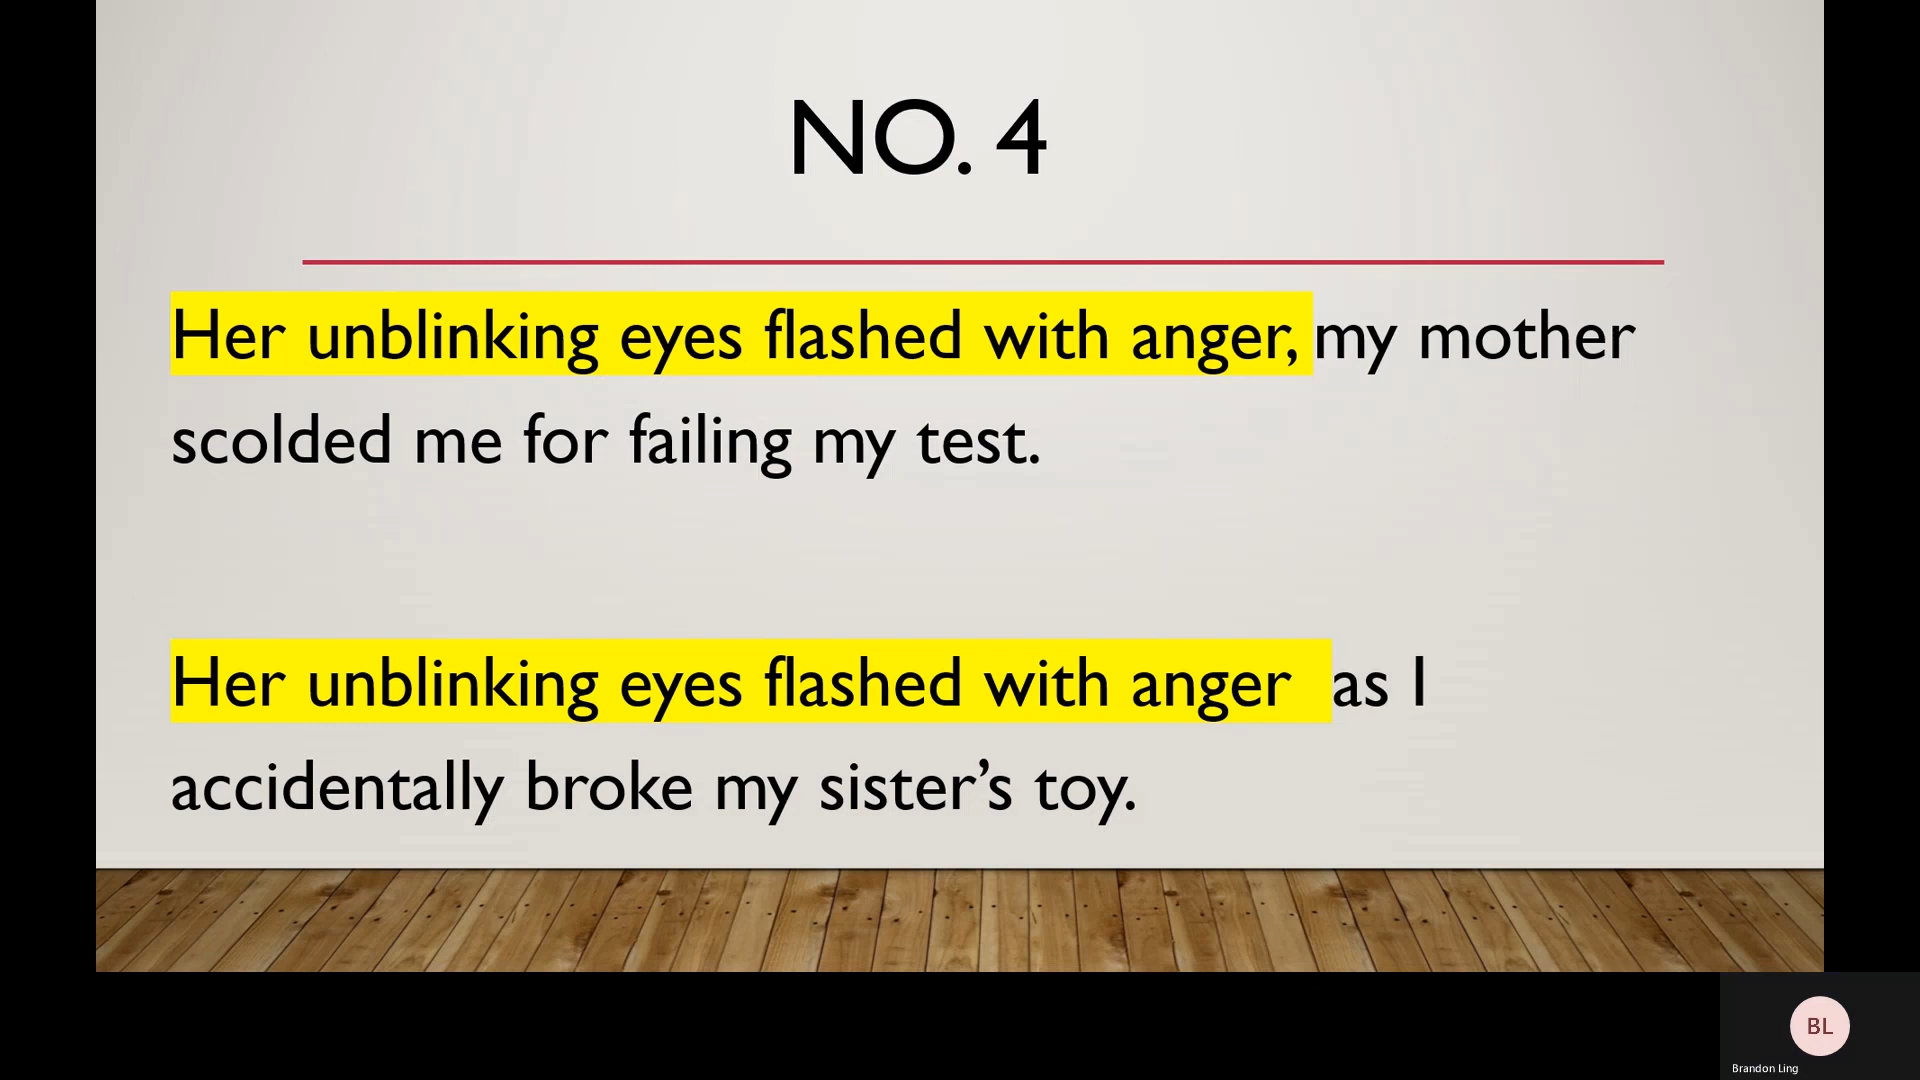 NO. 4
Her unblinking eyes flashed with anger, my mother
scolded me for failing my test.
Her unblinking eyes flashed with anger as I
accidentally broke my sister’s toy.
BL
Brandon Ling